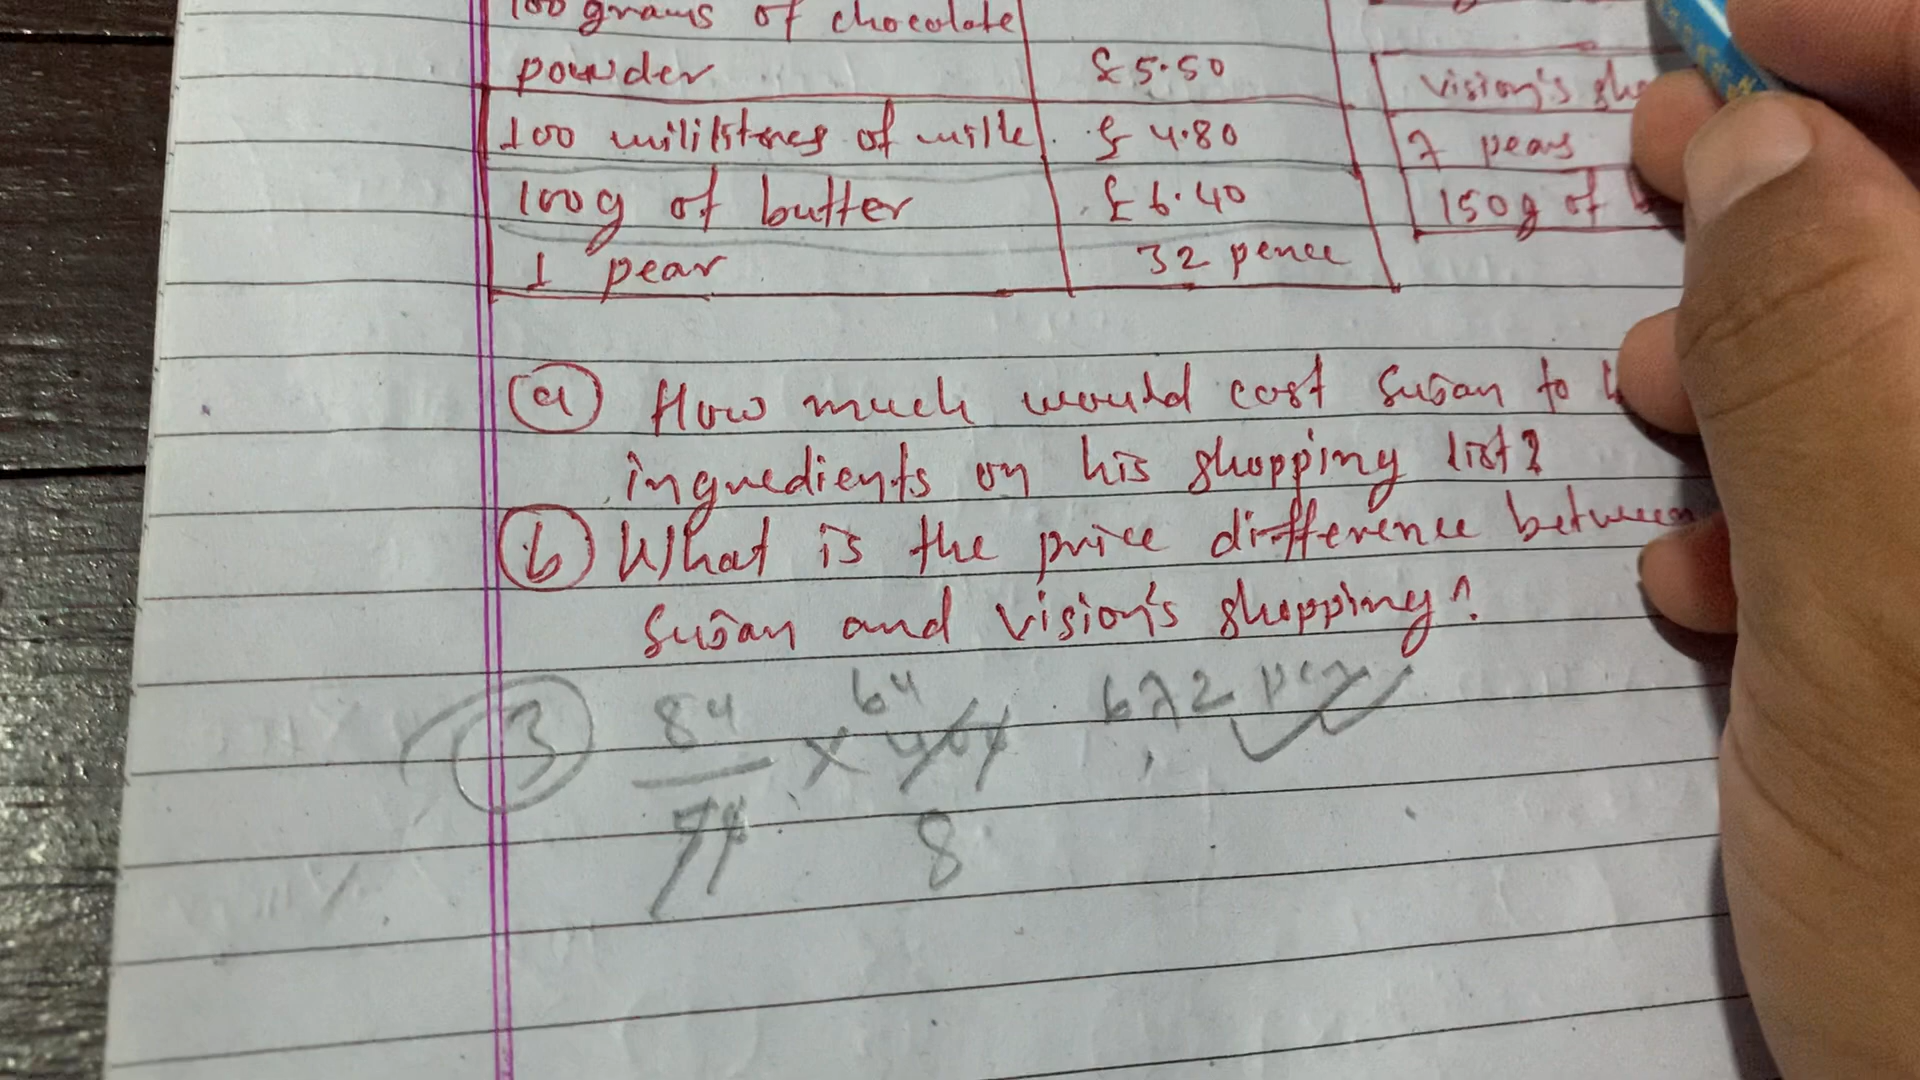 100 grams of chocolate
powder £5.50
100 mililitres of milk £4.80
100g of butter £6.40
1 pear 32 pence
vision's
7 pears
150g of
(a) How much would cost Susan to
ingredients on his shopping list?
(b) What is the price difference between
Susan and vision's shopping?
(3) 84 64 672
8